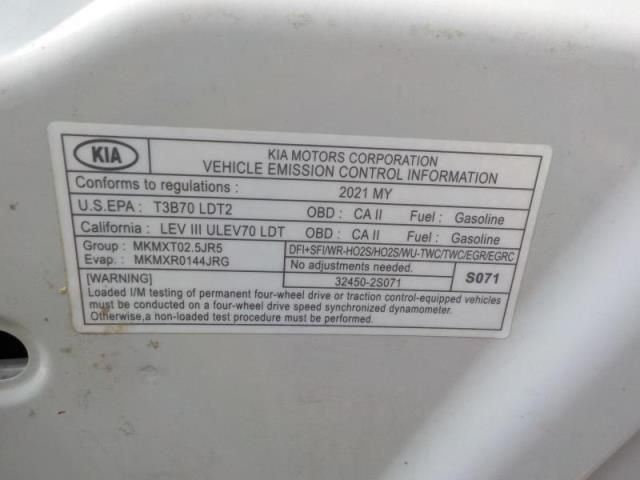 KIA
KIA MOTORS CORPORATION
VEHICLE EMISSION CONTROL INFORMATION
Conforms to regulations : 2021 MY
U.S.EPA : T3B70 LDT2 OBD : CA II Fuel : Gasoline
California : LEV III ULEV70 LDT OBD : CA II Fuel : Gasoline
Group : MKMXT02.5JR5 DFI+SFI/WR-HO2S/HO2S/WU-TWC/TWC/EGR/EGRC
Evap. : MKMXR0144JRG No adjustments needed. S071
[WARNING] 32450-2S071
Loaded I/M testing of permanent four-wheel drive or traction control-equipped vehicles
must be conducted on a four-wheel drive speed synchronized dynamometer.
Otherwise,a non-loaded test procedure must be performed.